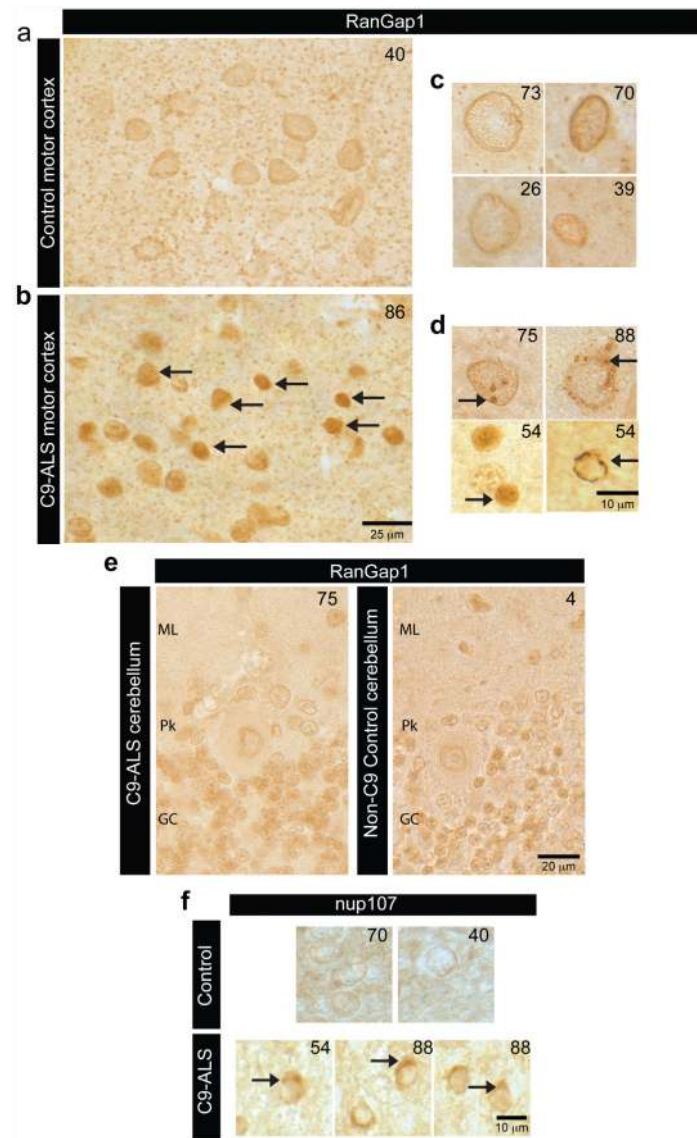 RanGap1
a
Control motor cortex
40
c
73
70
26
39
b
C9-ALS motor cortex
86
25 µm
d
75
88
54
54
10 µm
e
RanGap1
C9-ALS cerebellum
75
ML
Pk
GC
Non-C9 Control cerebellum
4
ML
Pk
GC
20 µm
f
nup107
Control
70
40
C9-ALS
54
88
88
10 µm